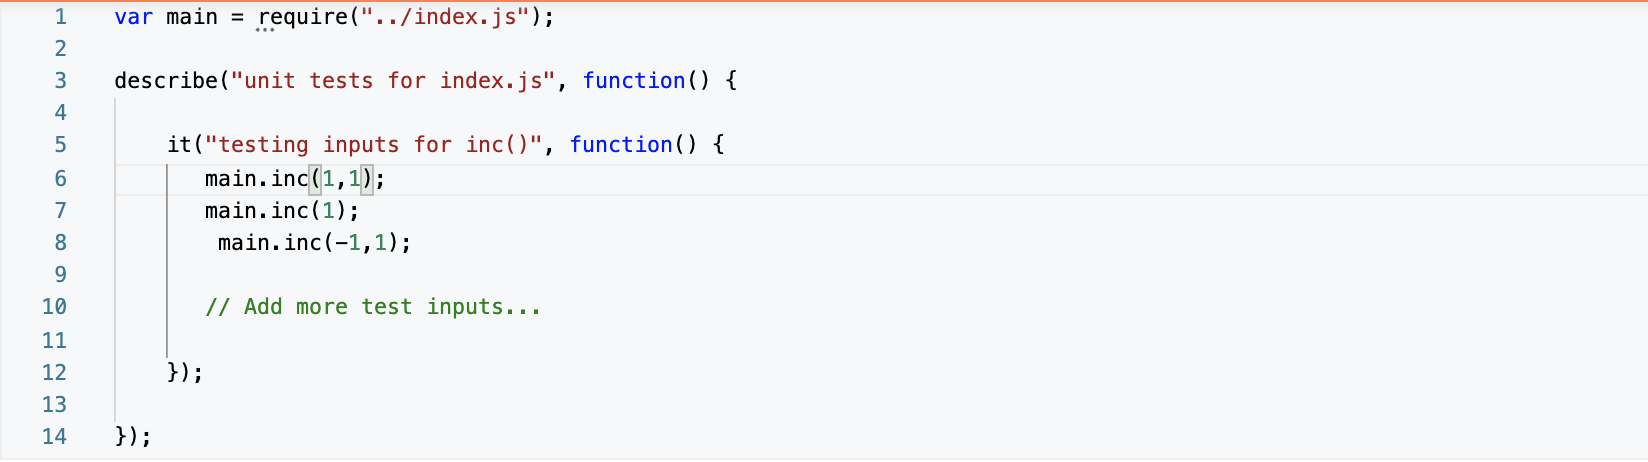 1 var main = require("../index.js");
2
3 describe("unit tests for index.js", function() {
4
5 it("testing inputs for inc()", function() {
6 main.inc(1,1);
7 main.inc(1);
8 main.inc(-1,1);
9
10 // Add more test inputs...
11
12 });
13
14 });